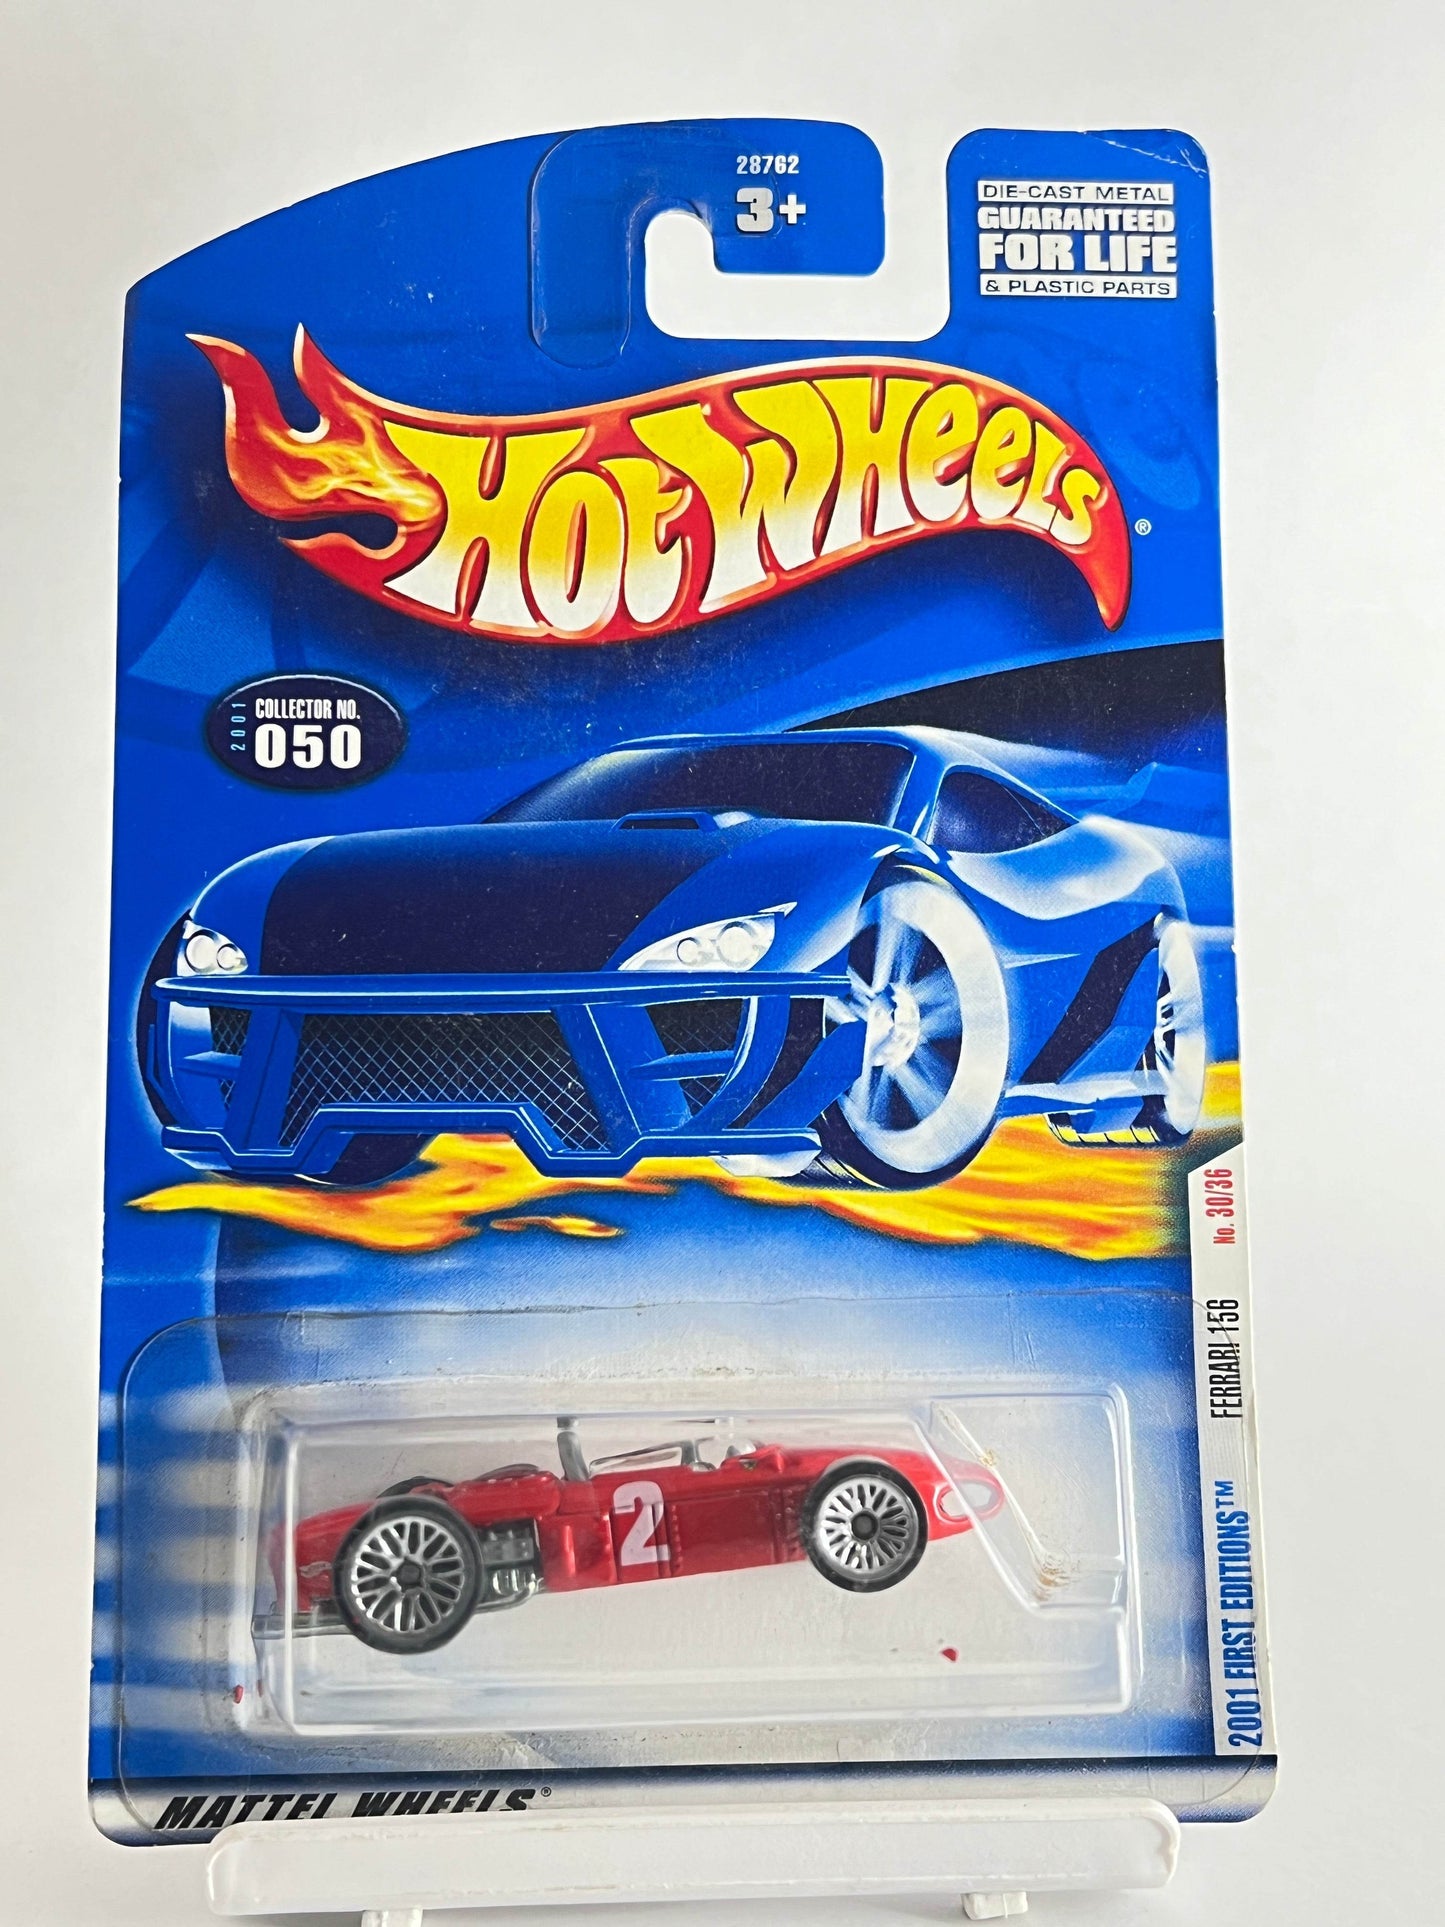 28762
3+
DIE-CAST METAL
GUARANTEED
FOR LIFE
& PLASTIC PARTS
HOT WHEELS®
2001
COLLECTOR NO.
050
No. 30/36
FERRARI 156
2001 FIRST EDITIONS™
2
MATTEL WHEELS®